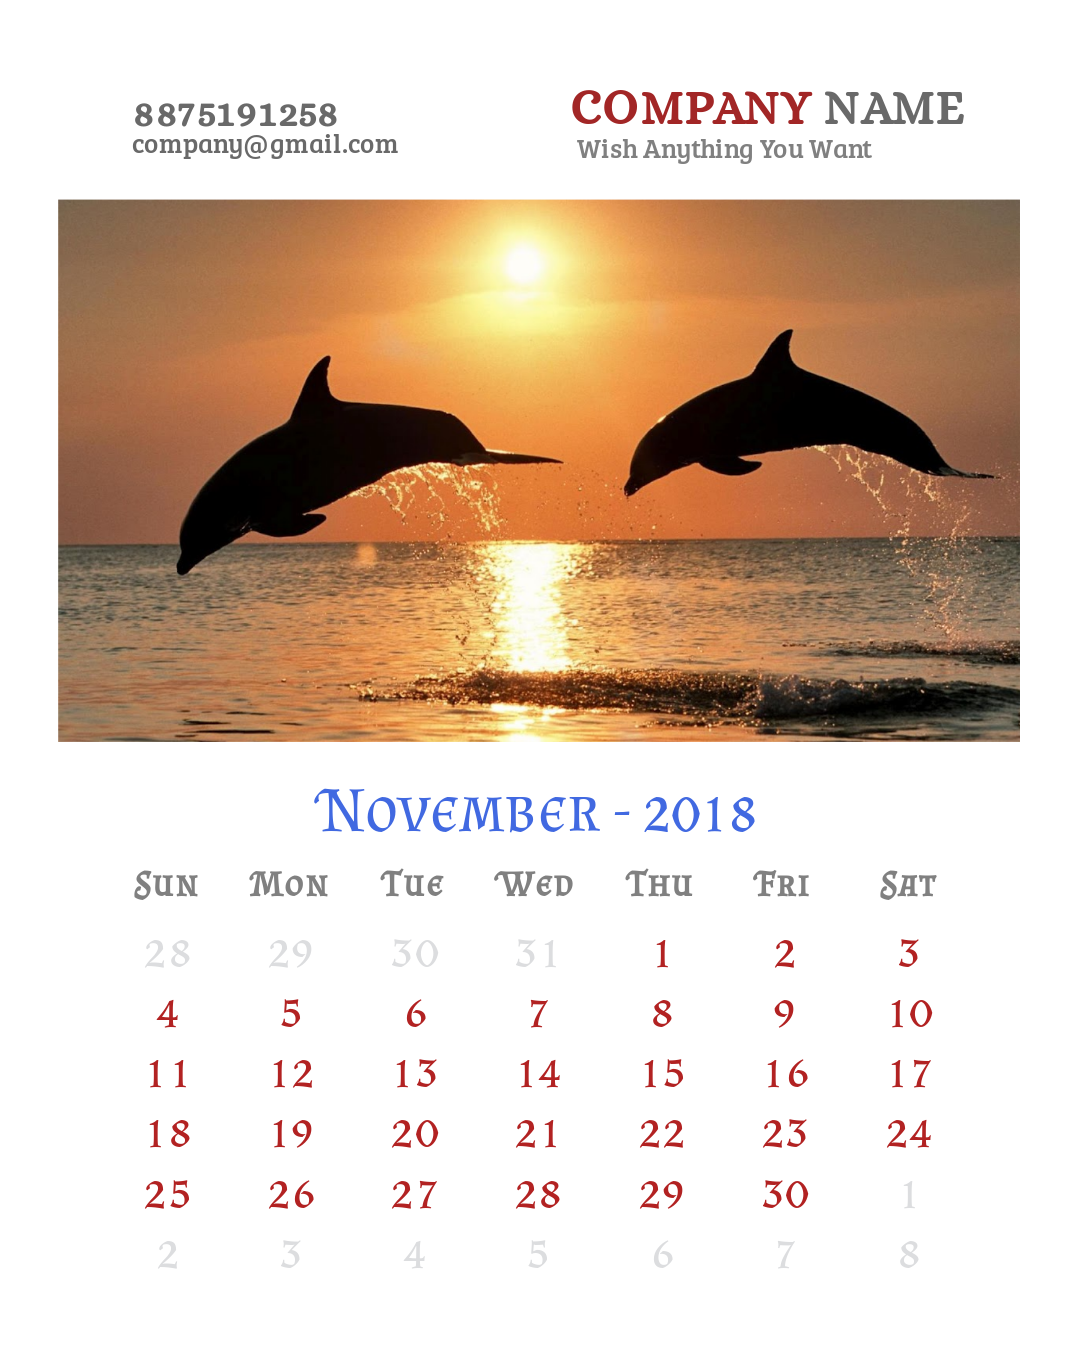 8875191258
company@gmail.com
COMPANY NAME
Wish Anything You Want
November - 2018
Sun Mon Tue Wed Thu Fri Sat
28 29 30 31 1 2 3
4 5 6 7 8 9 10
11 12 13 14 15 16 17
18 19 20 21 22 23 24
25 26 27 28 29 30 1
2 3 4 5 6 7 8